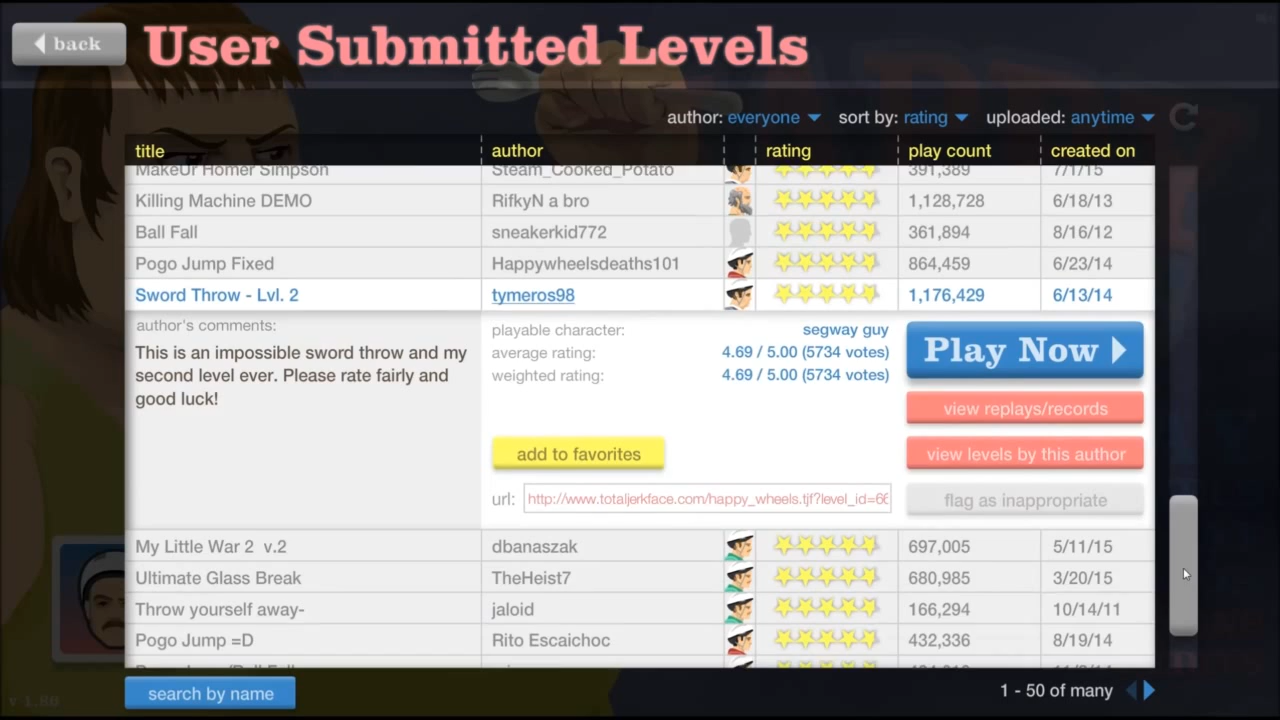 back
User Submitted Levels
author: everyone sort by: rating uploaded: anytime
title author rating play count created on
MakeUr Homer Simpson Steam_Cooked_Potato 391,389 7/1/15
Killing Machine DEMO RifkyN a bro 1,128,728 6/18/13
Ball Fall sneakerkid772 361,894 8/16/12
Pogo Jump Fixed Happywheelsdeaths101 864,459 6/23/14
Sword Throw - Lvl. 2 tymeros98 1,176,429 6/13/14
author's comments:
This is an impossible sword throw and my
second level ever. Please rate fairly and
good luck!
playable character: segway guy
average rating: 4.69 / 5.00 (5734 votes)
weighted rating: 4.69 / 5.00 (5734 votes)
add to favorites
url: http://www.totaljerkface.com/happy_wheels.tjf?level_id=66
Play Now
view replays/records
view levels by this author
flag as inappropriate
My Little War 2 v.2 dbanaszak 697,005 5/11/15
Ultimate Glass Break TheHeist7 680,985 3/20/15
Throw yourself away- jaloid 166,294 10/14/11
Pogo Jump =D Rito Escaichoc 432,336 8/19/14
search by name
1 - 50 of many
v 1.86